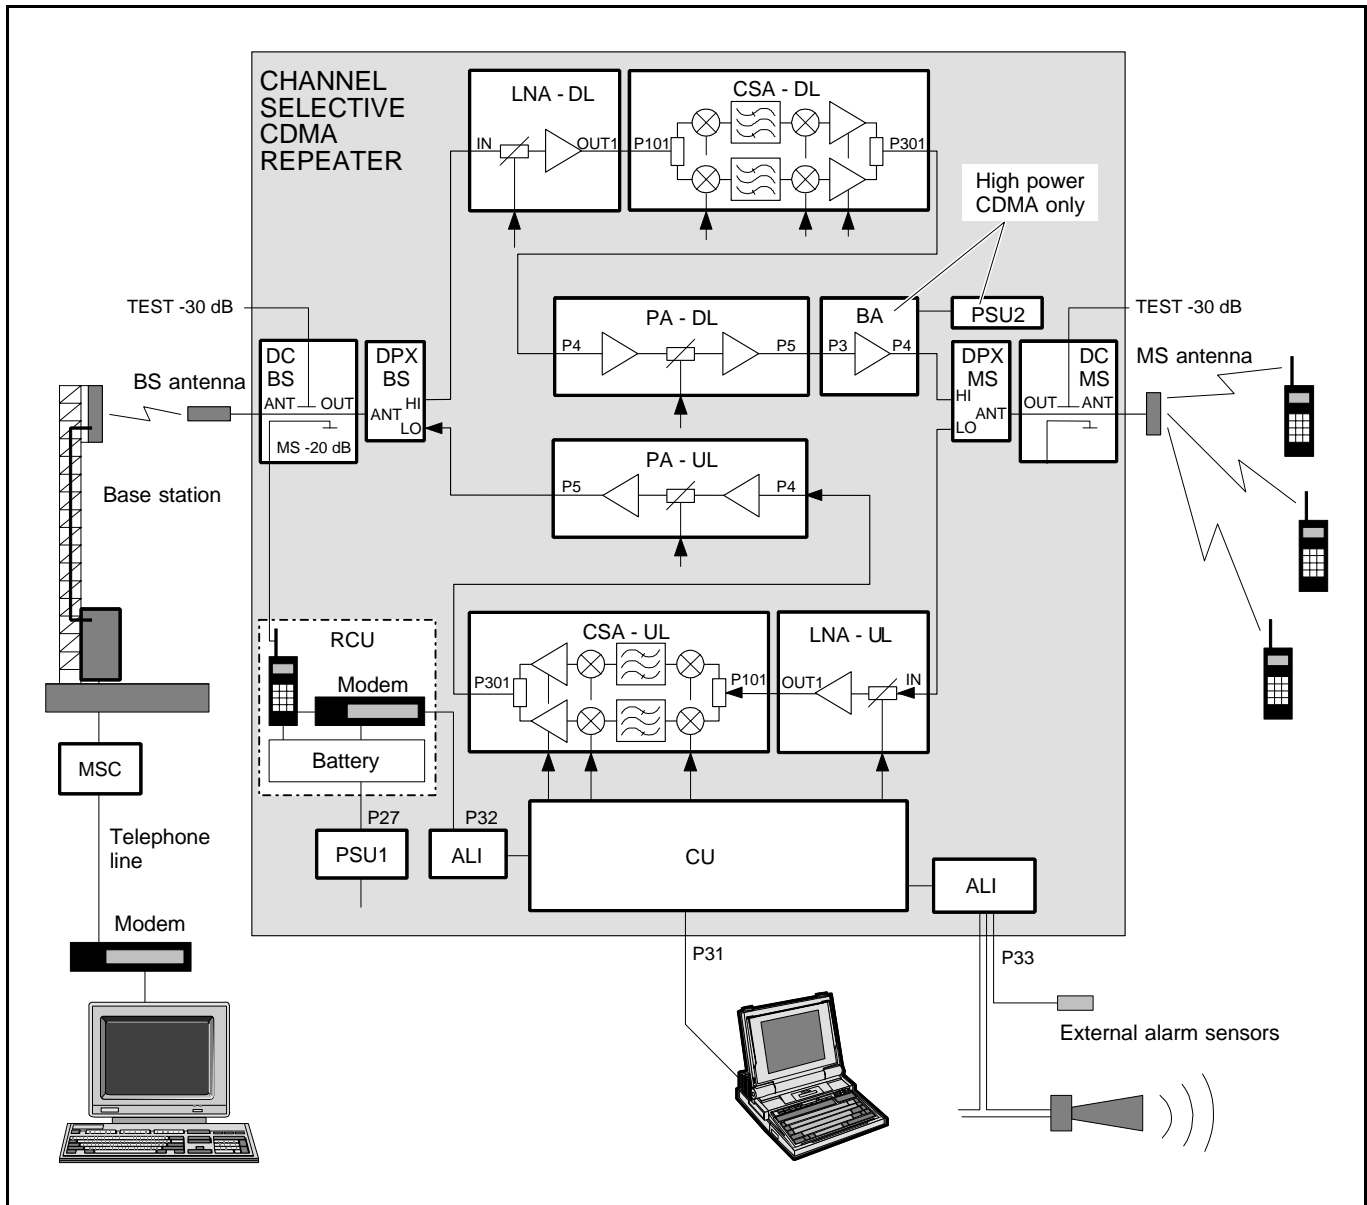 CHANNEL
SELECTIVE
CDMA
REPEATER
LNA - DL
IN
OUT1
CSA - DL
P101
P301
High power
CDMA only
TEST -30 dB
PA - DL
P4
P5
BA
P3
P4
PSU2
TEST -30 dB
DC
BS
ANT
OUT
MS -20 dB
DPX
BS
HI
ANT
LO
BS antenna
DPX
MS
HI
ANT
LO
DC
MS
OUT
ANT
MS antenna
PA - UL
P5
P4
Base station
RCU
Modem
Battery
CSA - UL
P301
P101
LNA - UL
OUT1
IN
MSC
P27
P32
PSU1
ALI
CU
ALI
Telephone
line
Modem
P31
P33
External alarm sensors